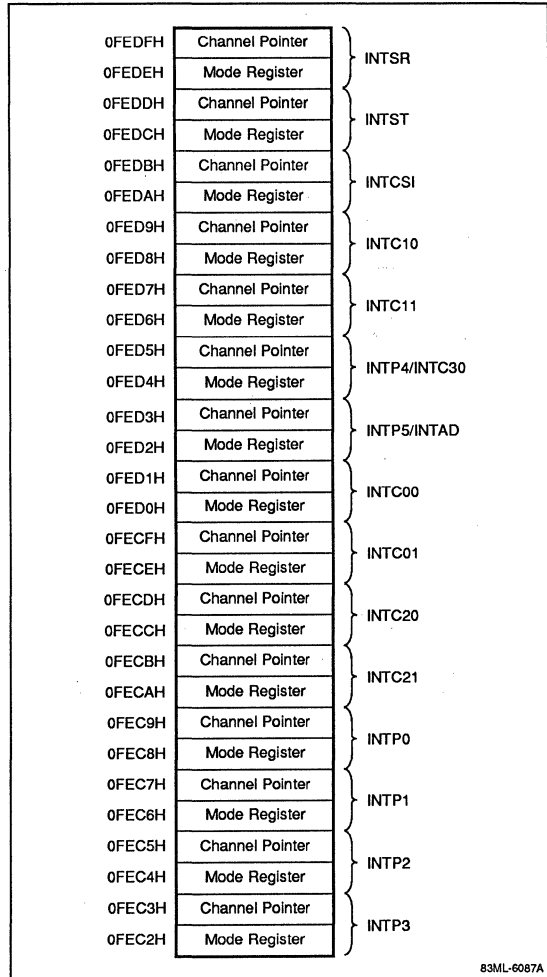 0FEDFH Channel Pointer
INTSR
0FEDEH Mode Register
0FEDDH Channel Pointer
INTST
0FEDCH Mode Register
0FEDBH Channel Pointer
INTCSI
0FEDAH Mode Register
0FED9H Channel Pointer
INTC10
0FED8H Mode Register
0FED7H Channel Pointer
INTC11
0FED6H Mode Register
0FED5H Channel Pointer
INTP4/INTC30
0FED4H Mode Register
0FED3H Channel Pointer
INTP5/INTAD
0FED2H Mode Register
0FED1H Channel Pointer
INTC00
0FED0H Mode Register
0FECFH Channel Pointer
INTC01
0FECEH Mode Register
0FECDH Channel Pointer
INTC20
0FECCH Mode Register
0FECBH Channel Pointer
INTC21
0FECAH Mode Register
0FEC9H Channel Pointer
INTP0
0FEC8H Mode Register
0FEC7H Channel Pointer
INTP1
0FEC6H Mode Register
0FEC5H Channel Pointer
INTP2
0FEC4H Mode Register
0FEC3H Channel Pointer
INTP3
0FEC2H Mode Register
83ML-6087A